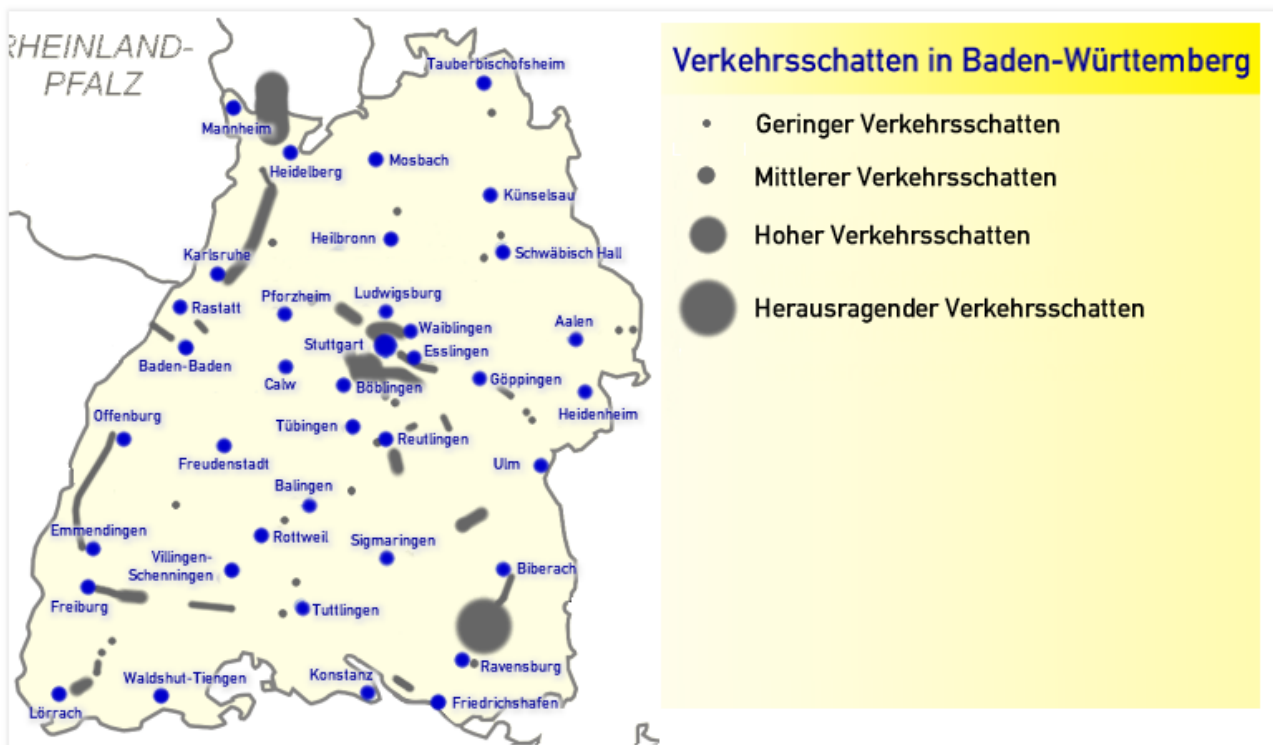 RHEINLAND-
PFALZ
Verkehrsschatten in Baden-Württemberg
Geringer Verkehrsschatten
Mittlerer Verkehrsschatten
Hoher Verkehrsschatten
Herausragender Verkehrsschatten
Tauberbischofsheim
Mannheim
Heidelberg
Mosbach
Künselsau
Heilbronn
Schwäbisch Hall
Karlsruhe
Pforzheim
Ludwigsburg
Rastatt
Waiblingen
Aalen
Stuttgart
Esslingen
Baden-Baden
Calw
Böblingen
Göppingen
Heidenheim
Offenburg
Tübingen
Reutlingen
Freudenstadt
Ulm
Balingen
Emmendingen
Rottweil
Sigmaringen
Villingen-
Schenningen
Biberach
Freiburg
Tuttlingen
Ravensburg
Waldshut-Tiengen
Konstanz
Lörrach
Friedrichshafen